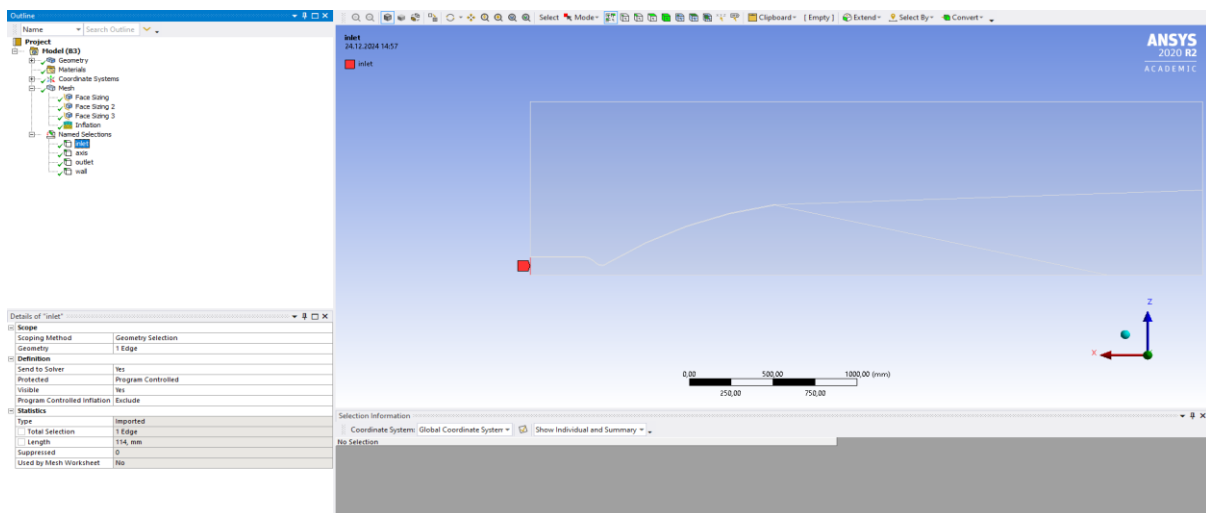 Outline
Name
Search Outline
Project
Model (B3)
Geometry
Materials
Coordinate Systems
Mesh
Face Sizing
Face Sizing 2
Face Sizing 3
Inflation
Named Selections
inlet
axis
outlet
wall
Details of "inlet"
Scope
Scoping Method Geometry Selection
Geometry 1 Edge
Definition
Send to Solver Yes
Protected Program Controlled
Visible Yes
Program Controlled Inflation Exclude
Statistics
Type Imported
Total Selection 1 Edge
Length 114, mm
Suppressed 0
Used by Mesh Worksheet No
Select Mode Clipboard [ Empty ] Extend Select By Convert
inlet
24.12.2024 14:57
inlet
ANSYS
2020 R2
ACADEMIC
Z
X
0,00 500,00 1000,00 (mm)
250,00 750,00
Selection Information
Coordinate System: Global Coordinate System Show Individual and Summary
No Selection